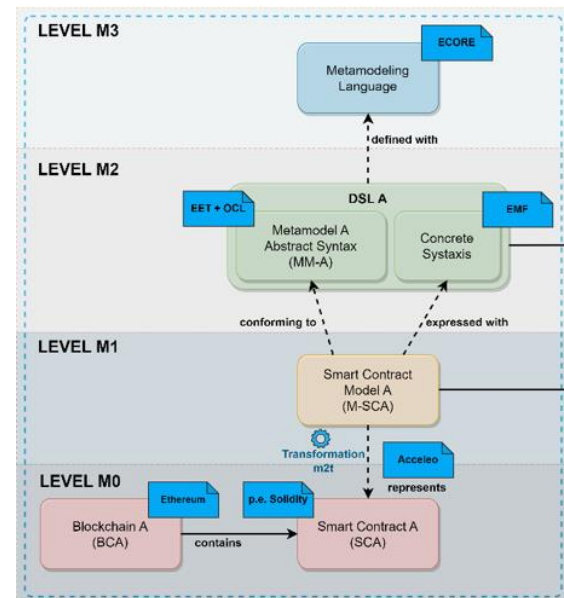 LEVEL M3
ECORE
Metamodeling
Language
defined with
LEVEL M2
DSL A
EET + OCL
EMF
Metamodel A
Abstract Syntax
(MM-A)
Concrete
Systaxis
conforming to
expressed with
LEVEL M1
Smart Contract
Model A
(M-SCA)
Transformation
m2t
Acceleo
represents
LEVEL M0
Ethereum
p.e. Solidity
Blockchain A
(BCA)
contains
Smart Contract A
(SCA)